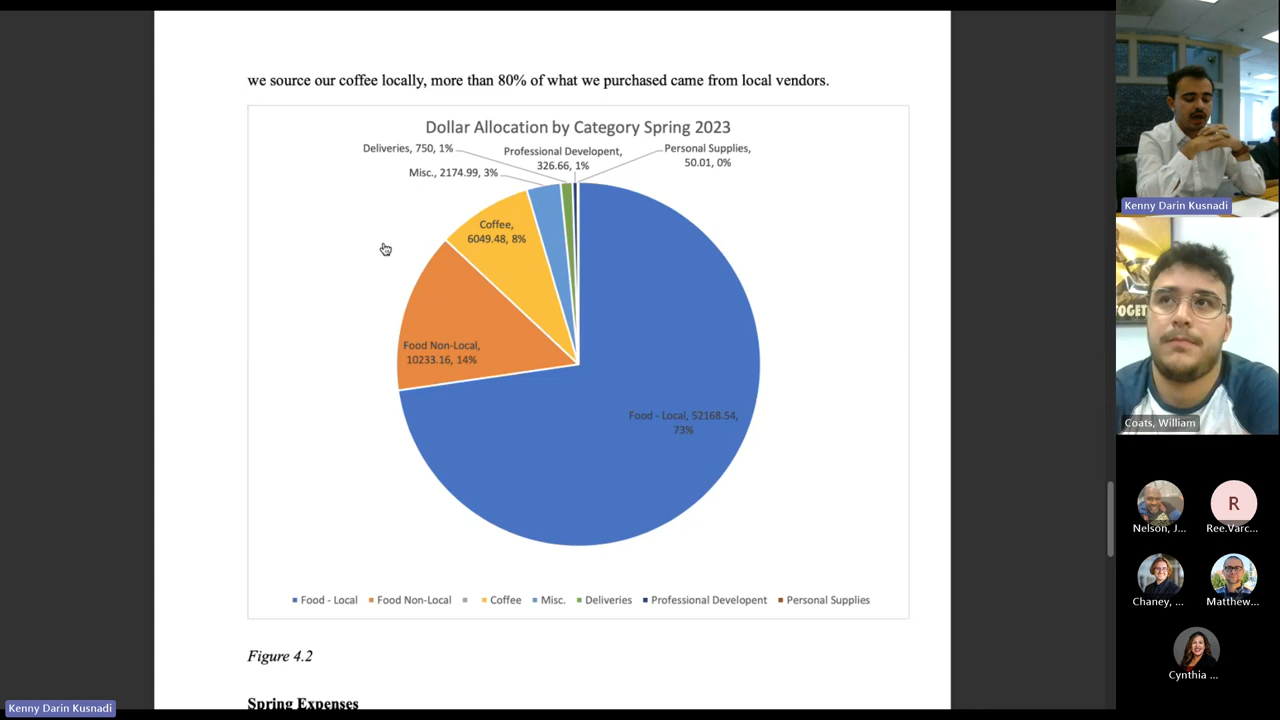 we source our coffee locally, more than 80% of what we purchased came from local vendors.
Dollar Allocation by Category Spring 2023
Deliveries, 750, 1%
Professional Developent,
326.66, 1%
Personal Supplies,
50.01, 0%
Misc., 2174.99, 3%
Coffee,
6049.48, 8%
Food Non-Local,
10233.16, 14%
Food - Local, 52168.54,
73%
Food - Local Food Non-Local Coffee Misc. Deliveries Professional Developent Personal Supplies
Figure 4.2
Spring Expenses
Kenny Darin Kusnadi
Kenny Darin Kusnadi
OGET
Coats, William
R
Nelson, J...
Ree.Varc...
Chaney, ...
Matthew...
Cynthia ...